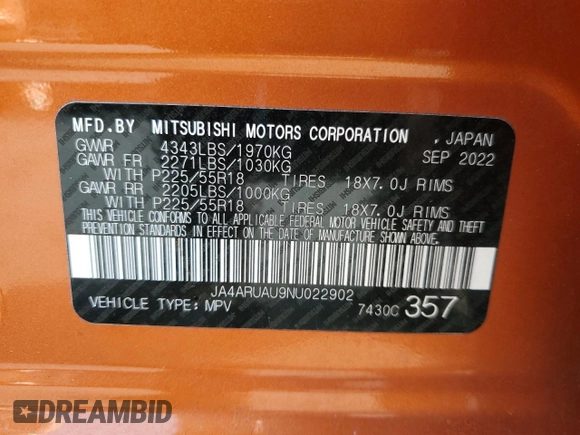 MFD.BY MITSUBISHI MOTORS CORPORATION , JAPAN
GVWR 4343LBS/1970KG SEP 2022
GAWR FR 2271LBS/1030KG
WITH P225/55R18 TIRES 18X7.0J RIMS
GAWR RR 2205LBS/1000KG
WITH P225/55R18 TIRES 18X7.0J RIMS
THIS VEHICLE CONFORMS TO ALL APPLICABLE FEDERAL MOTOR VEHICLE SAFETY AND THEFT
PREVENTION STANDARDS IN EFFECT ON THE DATE OF MANUFACTURE SHOWN ABOVE.
JA4ARUAU9NU022902
VEHICLE TYPE: MPV 7430C 357
DREAMBID